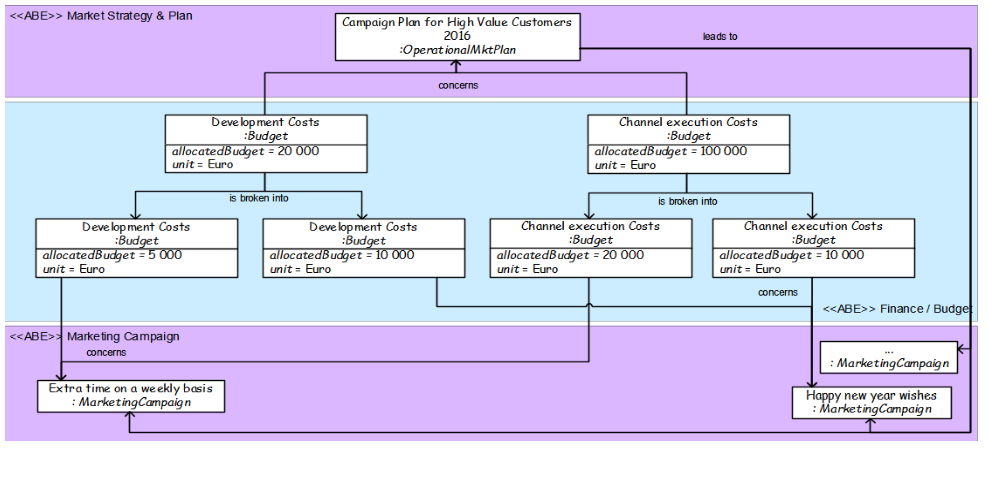 <<ABE>> Market Strategy & Plan
Campaign Plan for High Value Customers
2016
:OperationalMktPlan
leads to
concerns
Development Costs
:Budget
allocatedBudget = 20 000
unit = Euro
Channel execution Costs
:Budget
allocatedBudget = 100 000
unit = Euro
is broken into
is broken into
Development Costs
:Budget
allocatedBudget = 5 000
unit = Euro
Development Costs
:Budget
allocatedBudget = 10 000
unit = Euro
Channel execution Costs
:Budget
allocatedBudget = 20 000
unit = Euro
Channel execution Costs
:Budget
allocatedBudget = 10 000
unit = Euro
concerns
<<ABE>> Finance / Budget
<<ABE>> Marketing Campaign
concerns
...
: MarketingCampaign
Extra time on a weekly basis
: MarketingCampaign
Happy new year wishes
: MarketingCampaign